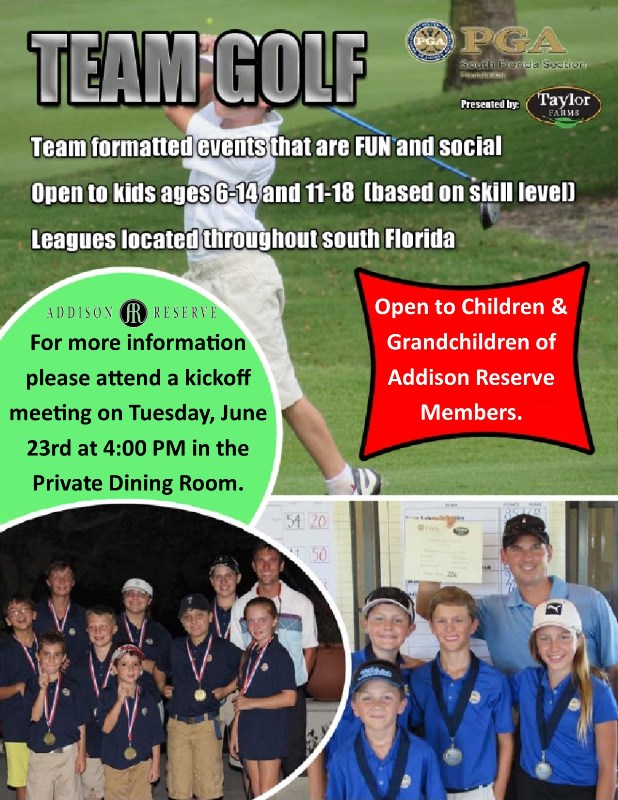 TEAM GOLF
PGA
PGA
South Florida Section
Foundation
Presented by:
Taylor
FARMS
Team formatted events that are FUN and social
Open to kids ages 6-14 and 11-18 (based on skill level)
Leagues located throughout south Florida
ADDISON AR RESERVE
For more information
please attend a kickoff
meeting on Tuesday, June
23rd at 4:00 PM in the
Private Dining Room.
Open to Children &
Grandchildren of
Addison Reserve
Members.
54 20
50